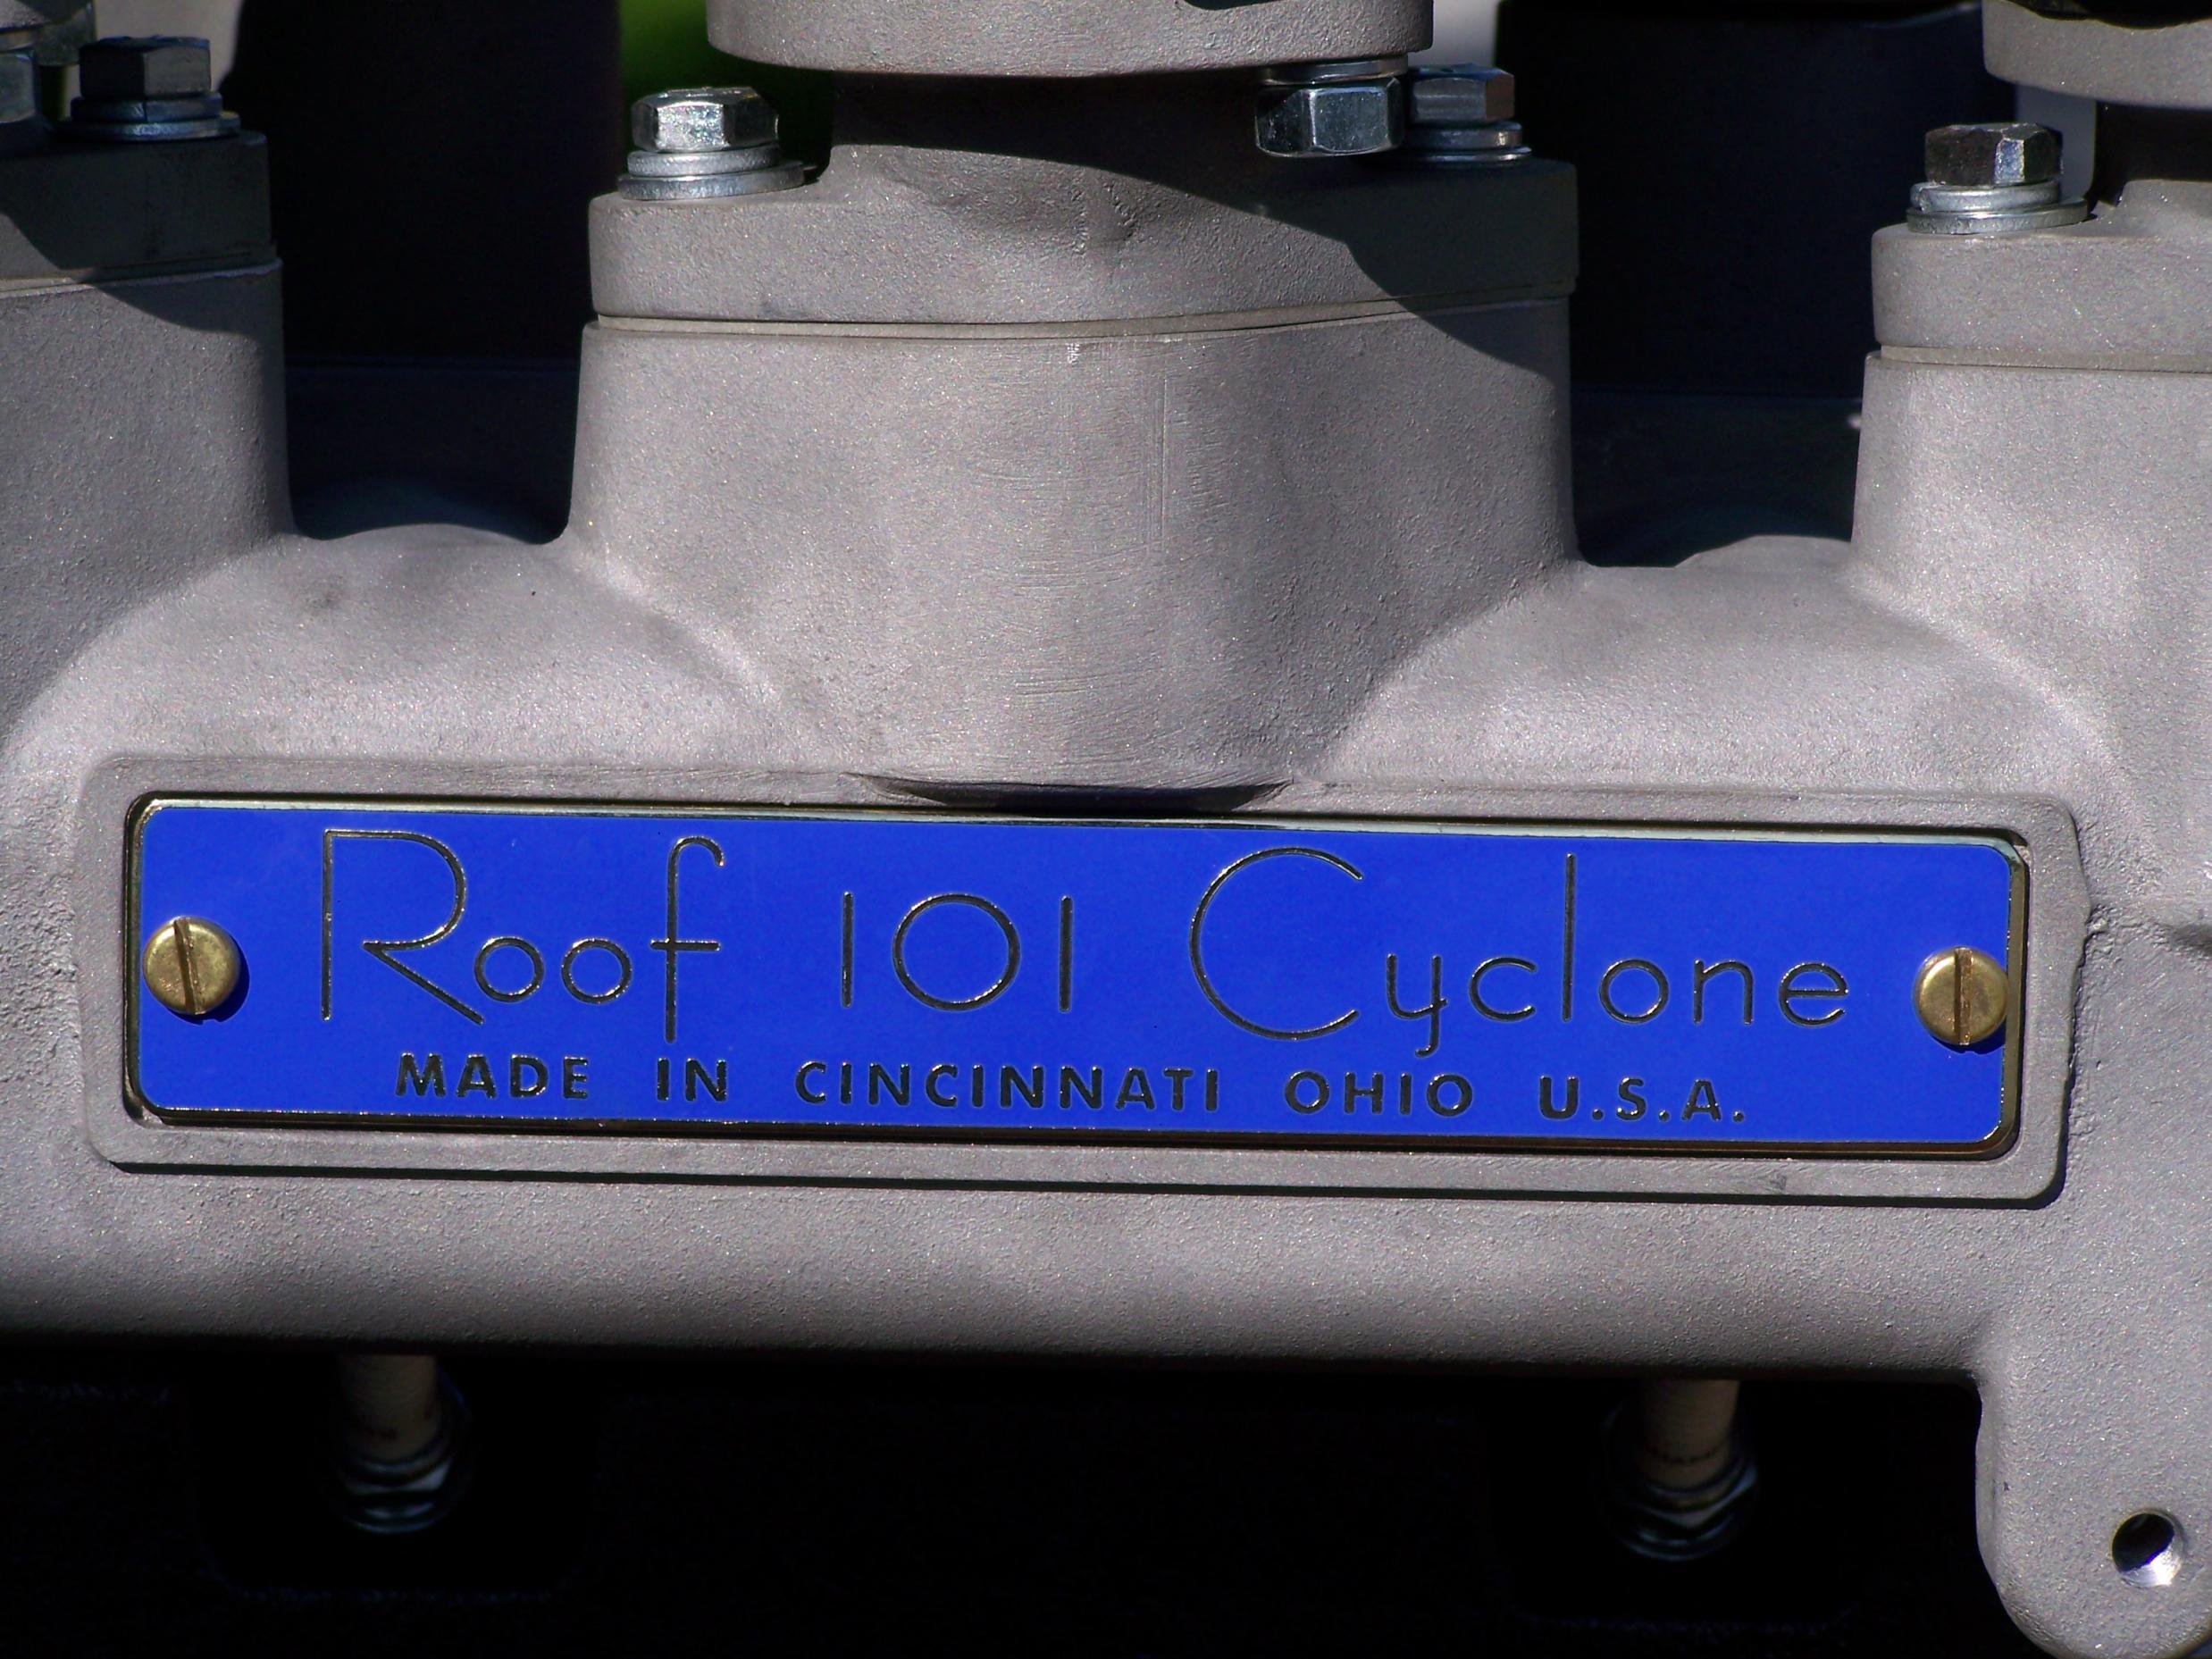 Roof 101 Cyclone
MADE IN CINCINNATI OHIO U.S.A.